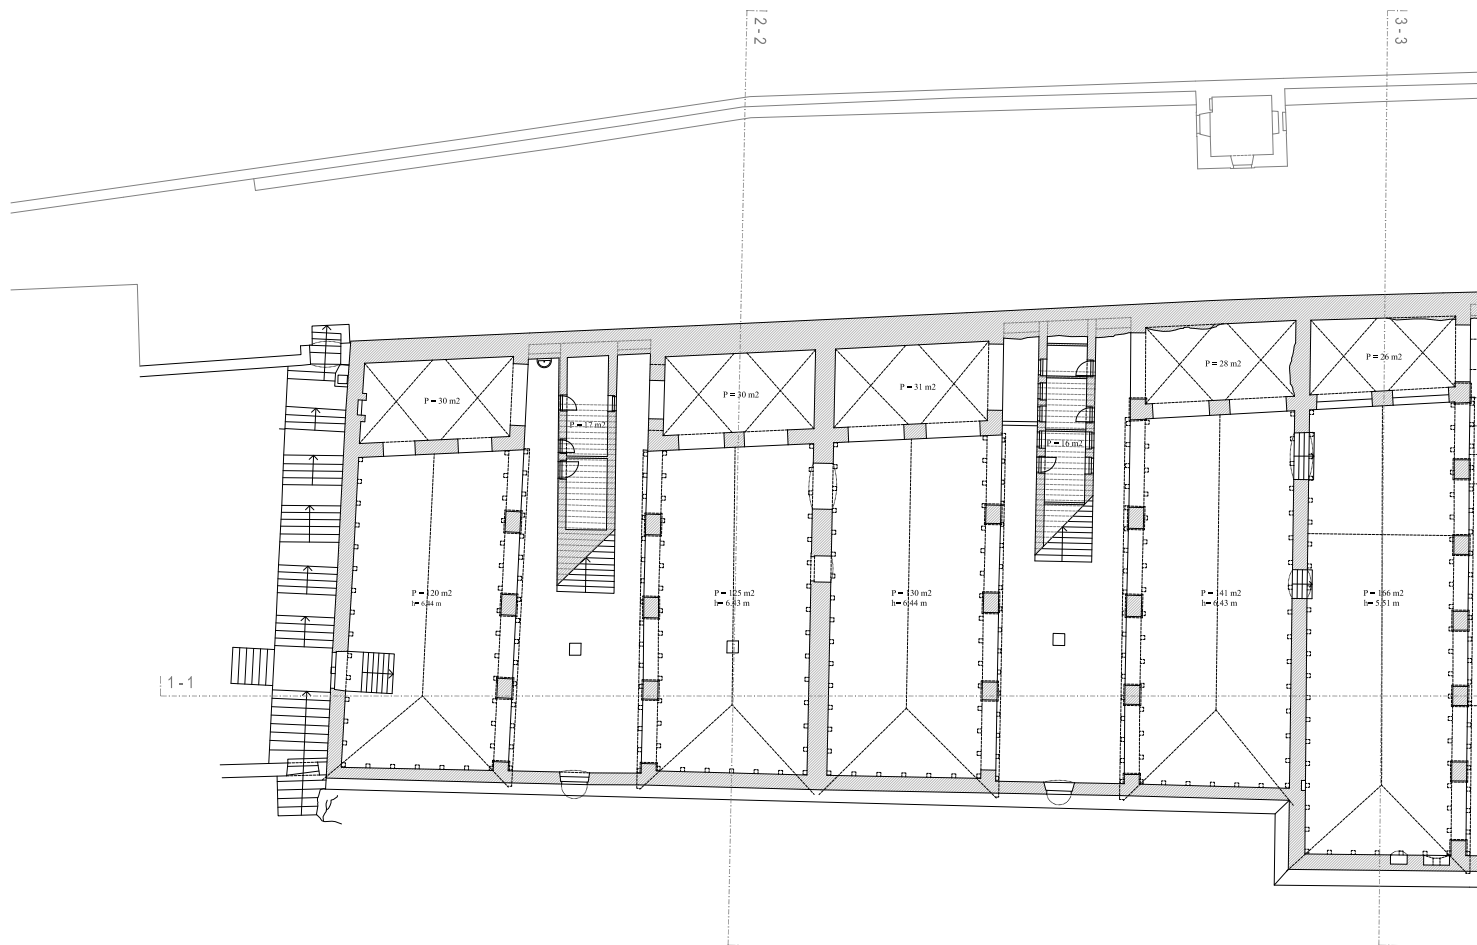 2-2
3-3
P = 30 m2
P = 17 m2
P = 30 m2
P = 31 m2
P = 16 m2
P = 28 m2
P = 26 m2
P = 120 m2
h= 6.44 m
P = 125 m2
h= 6.43 m
P = 130 m2
h= 6.44 m
P = 141 m2
h= 6.43 m
P = 166 m2
h= 5.51 m
1-1